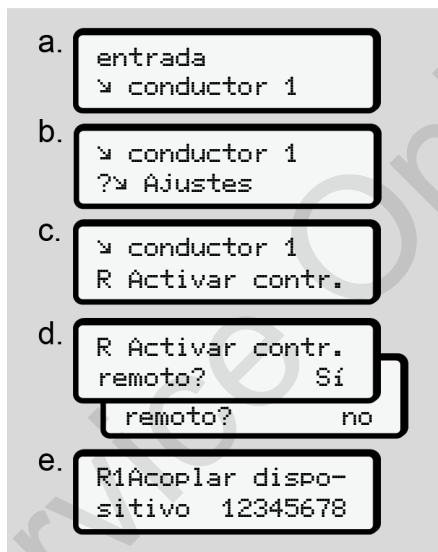 a.
entrada
↘ conductor 1
b.
↘ conductor 1
?↘ Ajustes
c.
↘ conductor 1
R Activar contr.
d.
R Activar contr.
remoto? Sí
remoto? no
e.
R1Acoplar dispo-
sitivo 12345678